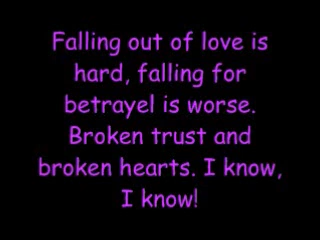 Falling out of love is
hard, falling for
betrayel is worse.
Broken trust and
broken hearts. I know,
I know!